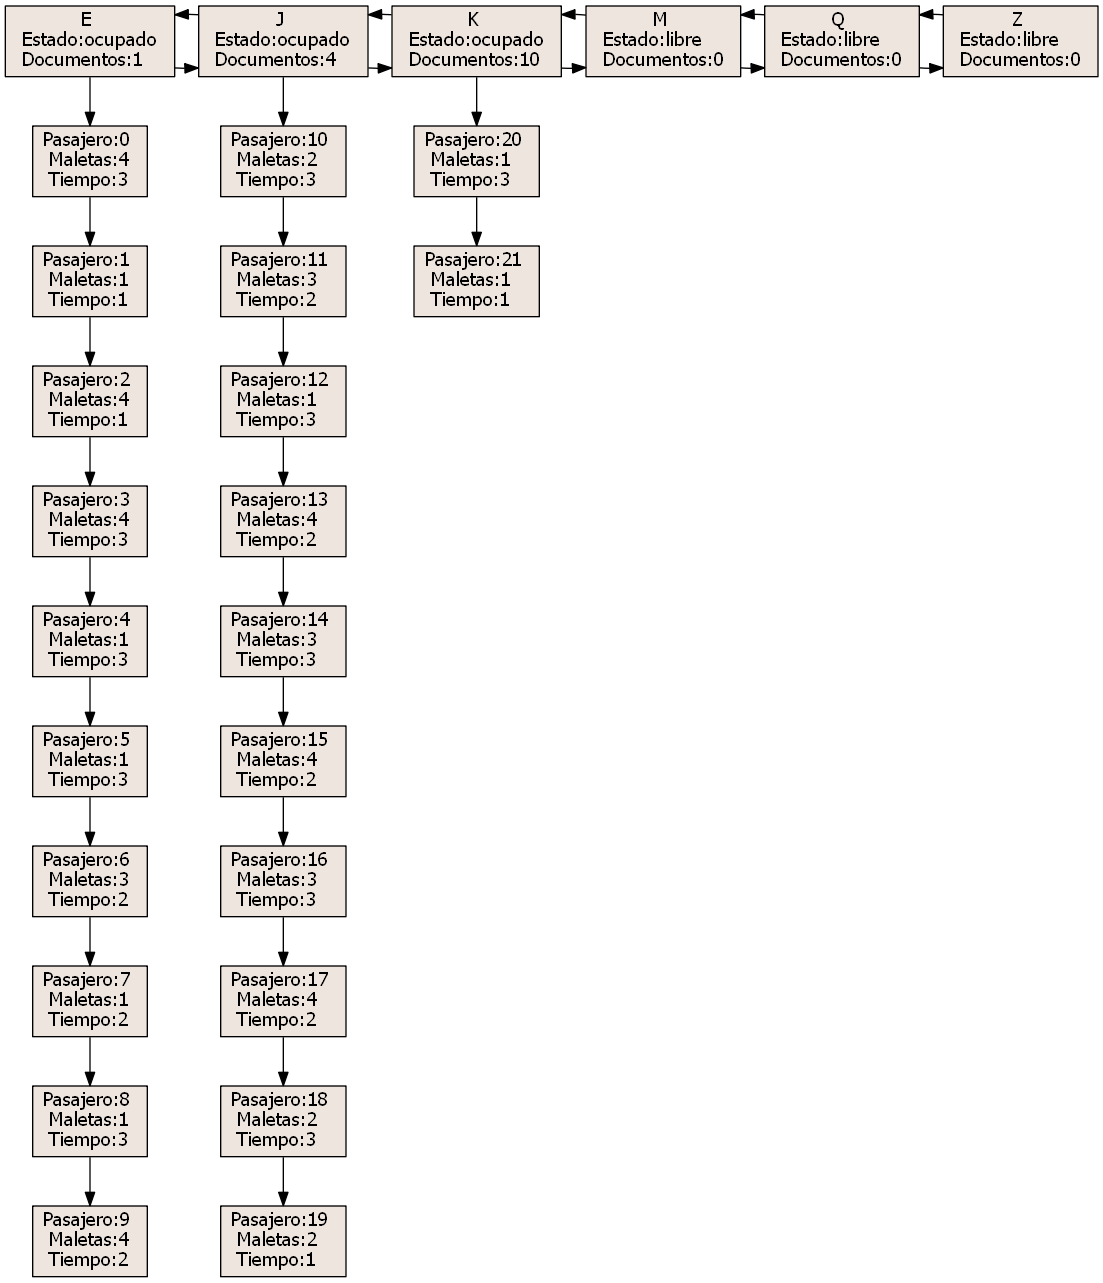 E
Estado:ocupado
Documentos:1
J
Estado:ocupado
Documentos:4
K
Estado:ocupado
Documentos:10
M
Estado:libre
Documentos:0
Q
Estado:libre
Documentos:0
Z
Estado:libre
Documentos:0
Pasajero:0
Maletas:4
Tiempo:3
Pasajero:10
Maletas:2
Tiempo:3
Pasajero:20
Maletas:1
Tiempo:3
Pasajero:1
Maletas:1
Tiempo:1
Pasajero:11
Maletas:3
Tiempo:2
Pasajero:21
Maletas:1
Tiempo:1
Pasajero:2
Maletas:4
Tiempo:1
Pasajero:12
Maletas:1
Tiempo:3
Pasajero:3
Maletas:4
Tiempo:3
Pasajero:13
Maletas:4
Tiempo:2
Pasajero:4
Maletas:1
Tiempo:3
Pasajero:14
Maletas:3
Tiempo:3
Pasajero:5
Maletas:1
Tiempo:3
Pasajero:15
Maletas:4
Tiempo:2
Pasajero:6
Maletas:3
Tiempo:2
Pasajero:16
Maletas:3
Tiempo:3
Pasajero:7
Maletas:1
Tiempo:2
Pasajero:17
Maletas:4
Tiempo:2
Pasajero:8
Maletas:1
Tiempo:3
Pasajero:18
Maletas:2
Tiempo:3
Pasajero:9
Maletas:4
Tiempo:2
Pasajero:19
Maletas:2
Tiempo:1